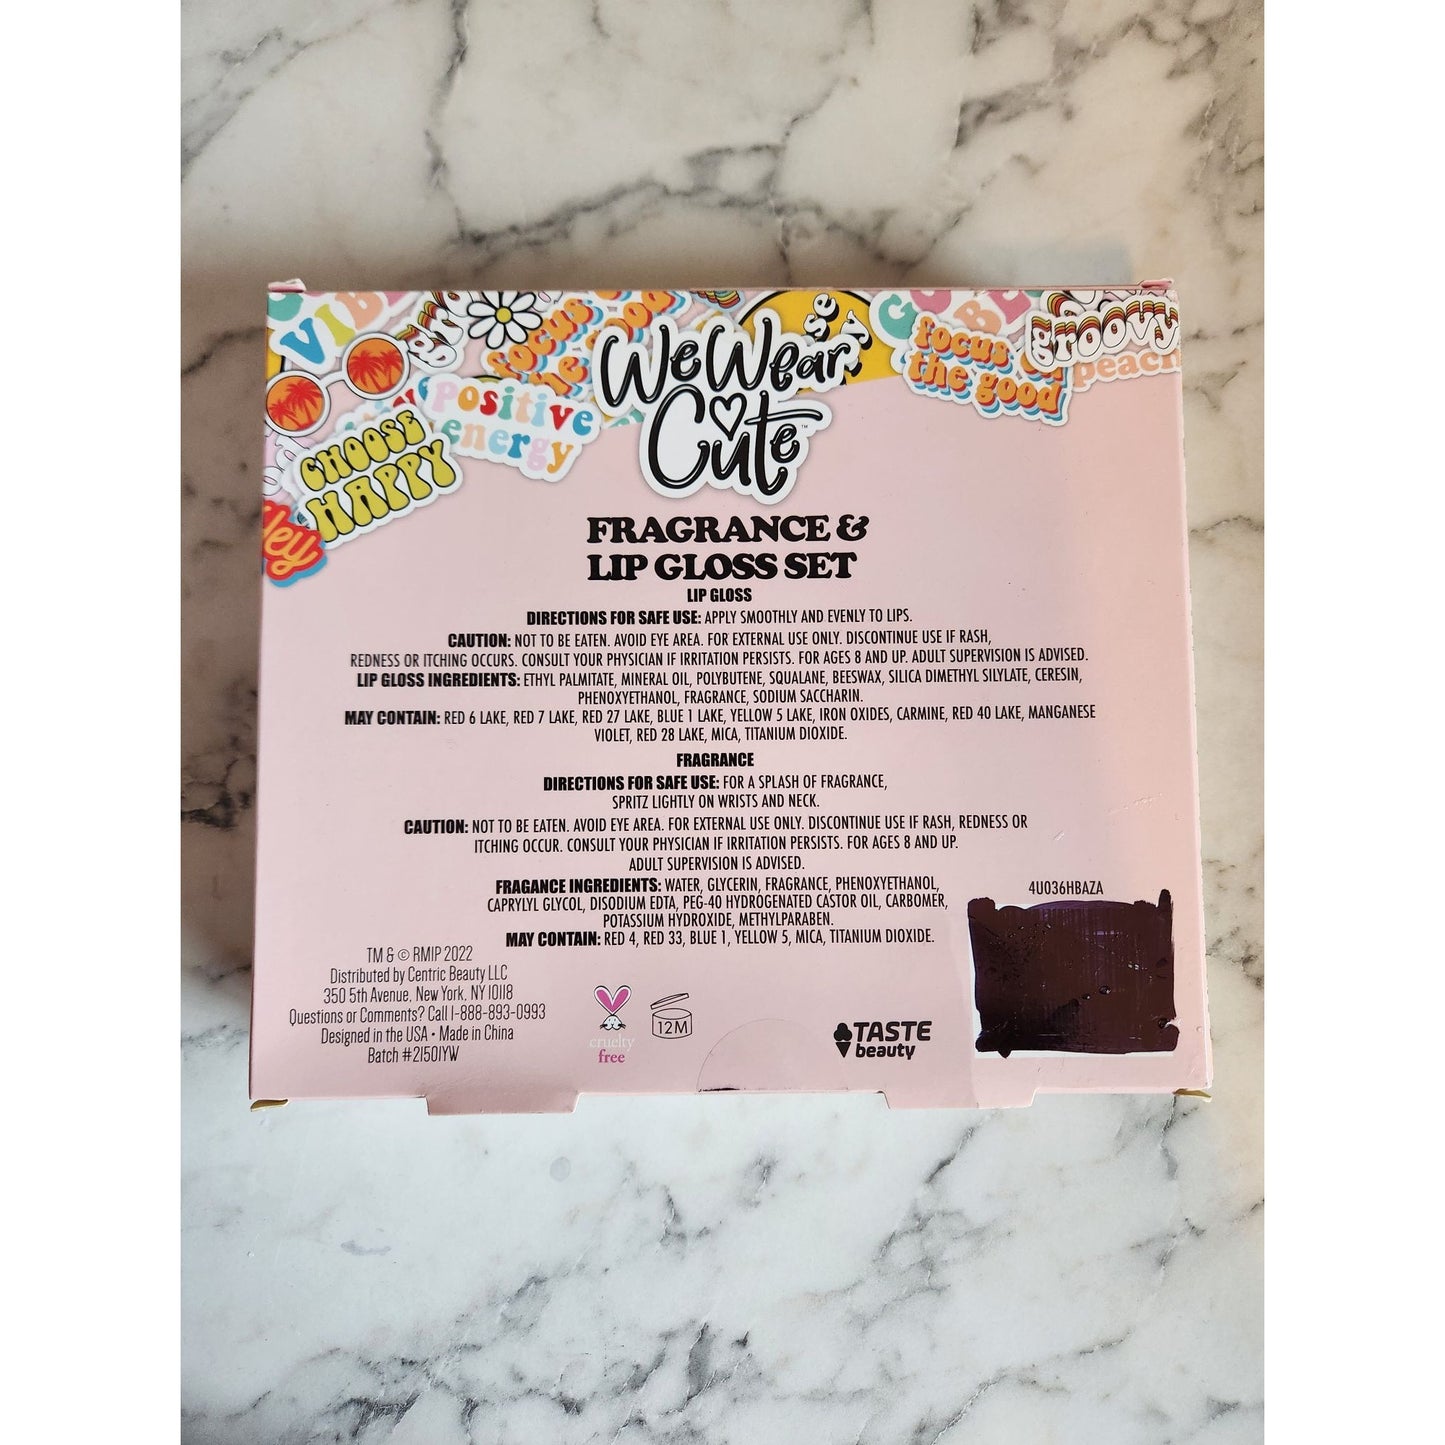 VIBE
groovy
focus on
the good
We Wear
Cute™
focus on
the good
groovy
peach
positive
energy
CHOOSE
HAPPY
FRAGRANCE &
LIP GLOSS SET
LIP GLOSS
DIRECTIONS FOR SAFE USE: APPLY SMOOTHLY AND EVENLY TO LIPS.
CAUTION: NOT TO BE EATEN. AVOID EYE AREA. FOR EXTERNAL USE ONLY. DISCONTINUE USE IF RASH,
REDNESS OR ITCHING OCCURS. CONSULT YOUR PHYSICIAN IF IRRITATION PERSISTS. FOR AGES 8 AND UP. ADULT SUPERVISION IS ADVISED.
LIP GLOSS INGREDIENTS: ETHYL PALMITATE, MINERAL OIL, POLYBUTENE, SQUALANE, BEESWAX, SILICA DIMETHYL SILYLATE, CERESIN,
PHENOXYETHANOL, FRAGRANCE, SODIUM SACCHARIN.
MAY CONTAIN: RED 6 LAKE, RED 7 LAKE, RED 27 LAKE, BLUE 1 LAKE, YELLOW 5 LAKE, IRON OXIDES, CARMINE, RED 40 LAKE, MANGANESE
VIOLET, RED 28 LAKE, MICA, TITANIUM DIOXIDE.
FRAGRANCE
DIRECTIONS FOR SAFE USE: FOR A SPLASH OF FRAGRANCE,
SPRITZ LIGHTLY ON WRISTS AND NECK.
CAUTION: NOT TO BE EATEN. AVOID EYE AREA. FOR EXTERNAL USE ONLY. DISCONTINUE USE IF RASH, REDNESS OR
ITCHING OCCUR. CONSULT YOUR PHYSICIAN IF IRRITATION PERSISTS. FOR AGES 8 AND UP.
ADULT SUPERVISION IS ADVISED.
FRAGANCE INGREDIENTS: WATER, GLYCERIN, FRAGRANCE, PHENOXYETHANOL,
CAPRYLYL GLYCOL, DISODIUM EDTA, PEG-40 HYDROGENATED CASTOR OIL, CARBOMER,
POTASSIUM HYDROXIDE, METHYLPARABEN.
MAY CONTAIN: RED 4, RED 33, BLUE 1, YELLOW 5, MICA, TITANIUM DIOXIDE.
4U036HBAZA
TM & © RMIP 2022
Distributed by Centric Beauty LLC
350 5th Avenue, New York, NY 10118
Questions or Comments? Call 1-888-893-0993
Designed in the USA • Made in China
Batch #21501YW
cruelty
free
12M
TASTE
beauty